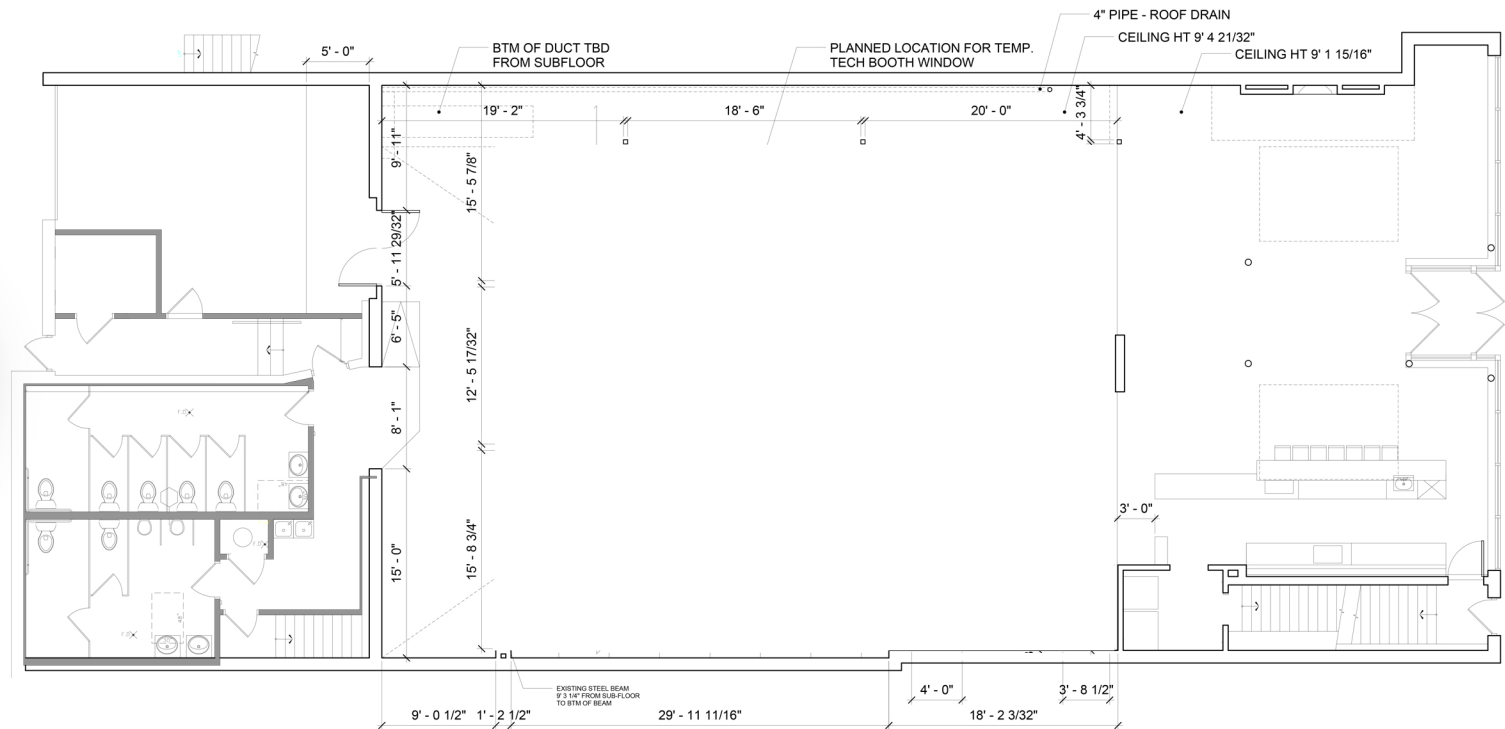 4" PIPE - ROOF DRAIN
CEILING HT 9' 4 21/32"
CEILING HT 9' 1 15/16"
5' - 0"
BTM OF DUCT TBD
FROM SUBFLOOR
PLANNED LOCATION FOR TEMP.
TECH BOOTH WINDOW
19' - 2"
18' - 6"
20' - 0"
4' - 3 3/4"
9' - 11"
15' - 5 7/8"
5' - 11 29/32"
6' - 5"
12' - 5 17/32"
8' - 1"
15' - 0"
15' - 8 3/4"
3' - 0"
EXISTING STEEL BEAM
9' 3 1/4" FROM SUB-FLOOR
TO BTM OF BEAM
4' - 0"
3' - 8 1/2"
9' - 0 1/2"
1' - 2 1/2"
29' - 11 11/16"
18' - 2 3/32"